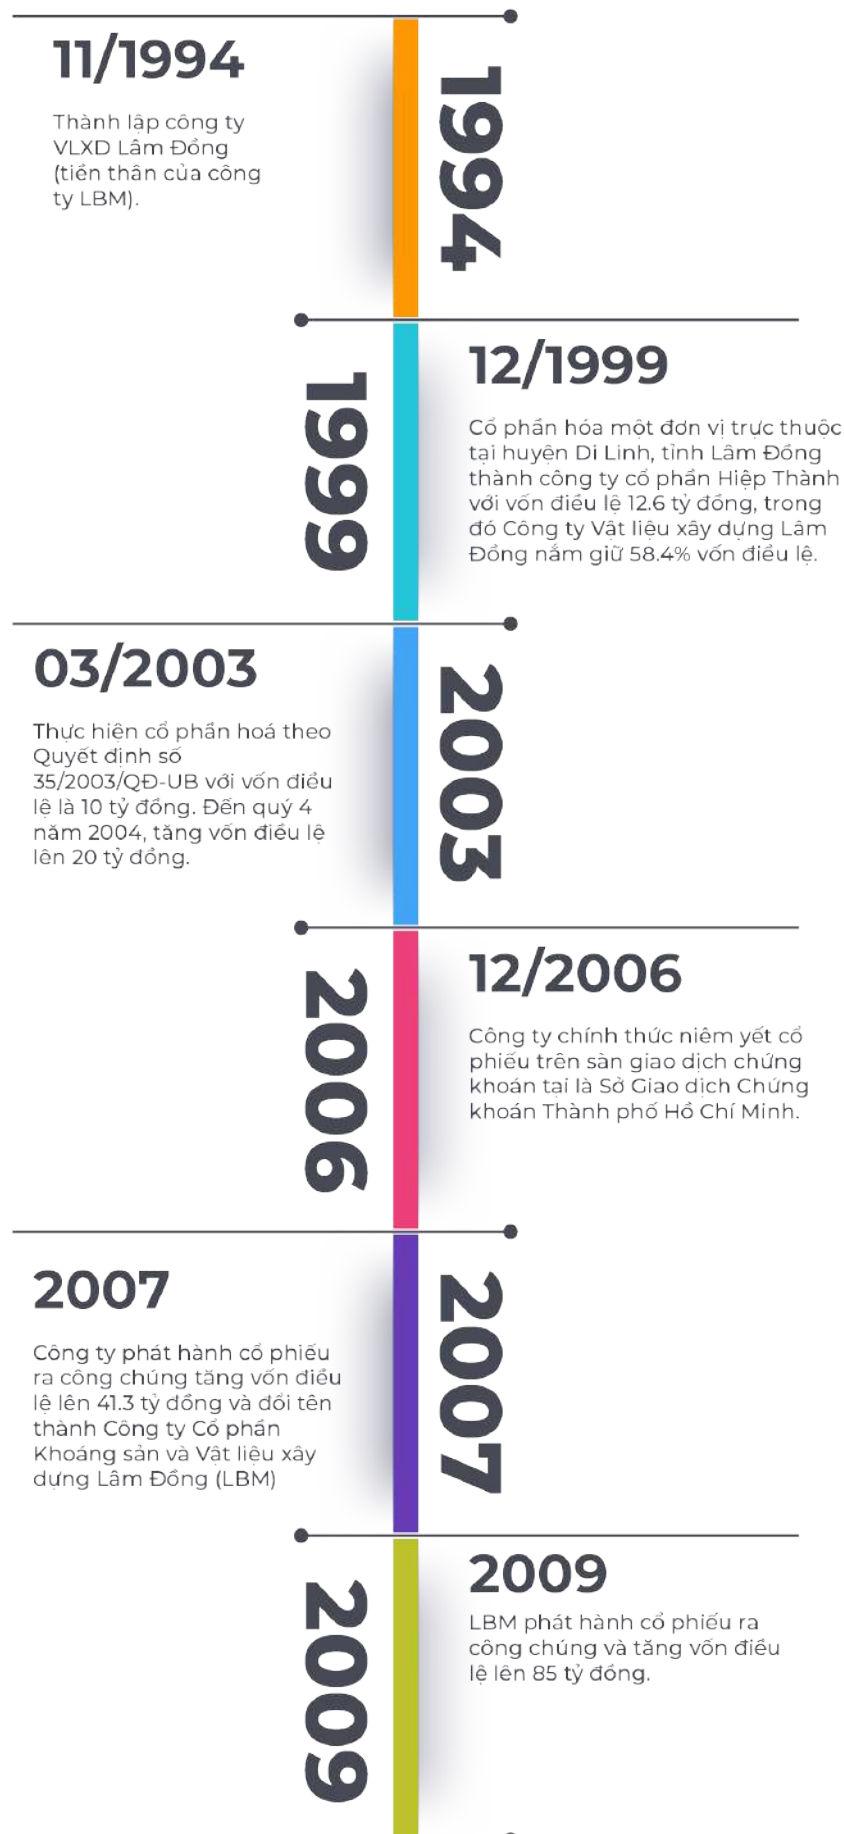 11/1994
Thành lập công ty
VLXD Lâm Đồng
(tiền thân của công
ty LBM).
1994
12/1999
Cổ phần hóa một đơn vị trực thuộc
tại huyện Di Linh, tỉnh Lâm Đồng
thành công ty cổ phần Hiệp Thành
với vốn điều lệ 12.6 tỷ đồng, trong
đó Công ty Vật liệu xây dựng Lâm
Đồng nắm giữ 58.4% vốn điều lệ.
1999
03/2003
Thực hiện cổ phần hoá theo
Quyết định số
35/2003/QĐ-UB với vốn điều
lệ là 10 tỷ đồng. Đến quý 4
năm 2004, tăng vốn điều lệ
lên 20 tỷ đồng.
2003
12/2006
Công ty chính thức niêm yết cổ
phiếu trên sàn giao dịch chứng
khoán tại là Sở Giao dịch Chứng
khoán Thành phố Hồ Chí Minh.
2006
2007
Công ty phát hành cổ phiếu
ra công chúng tăng vốn điều
lệ lên 41.3 tỷ đồng và đổi tên
thành Công ty Cổ phần
Khoáng sản và Vật liệu xây
dựng Lâm Đồng (LBM)
2007
2009
LBM phát hành cổ phiếu ra
công chúng và tăng vốn điều
lệ lên 85 tỷ đồng.
2009